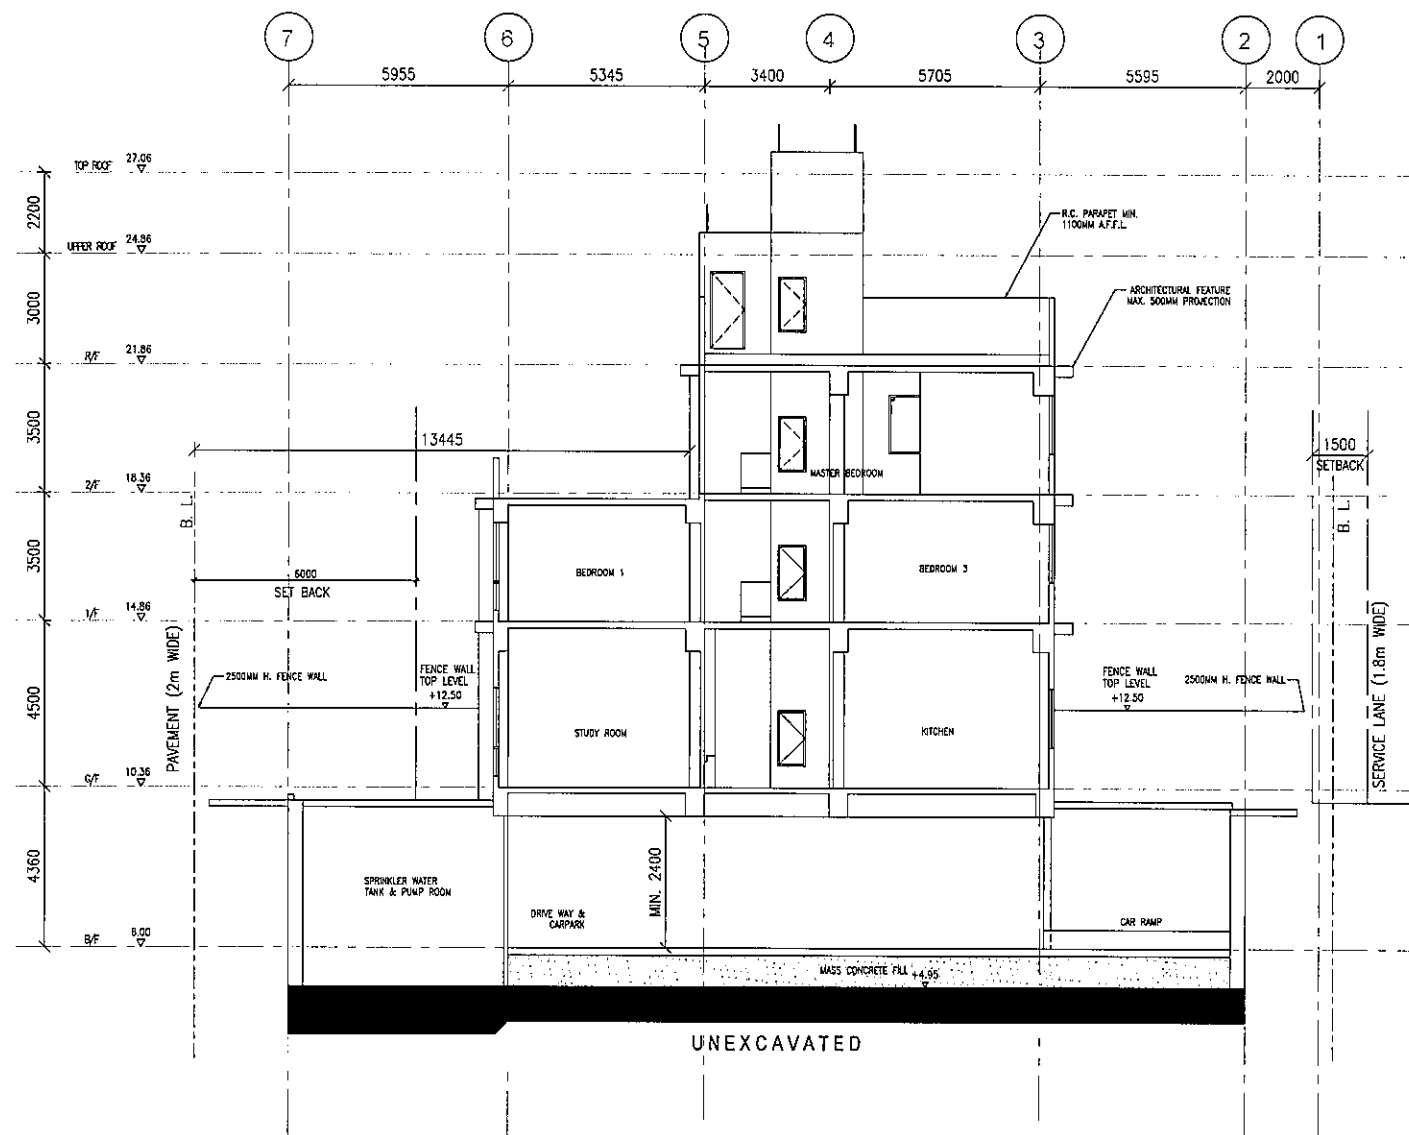 7 6 5 4 3 2 1
5955 5345 3400 5705 5595 2000
TOP ROOF 27.06
2200
R.C. PARAPET MIN.
1100MM A.F.F.L.
UPPER ROOF 24.86
3000
ARCHITECTURAL FEATURE
MAX. 500MM PROJECTION
R/F 21.86
3500
13445
1500
SETBACK
MASTER BEDROOM
2/F 18.36
B. L.
B. L.
3500
BEDROOM 1
BEDROOM 3
6000
SET BACK
1/F 14.86
PAVEMENT (2m WIDE)
SERVICE LANE (1.8m WIDE)
4500
2500MM H. FENCE WALL
FENCE WALL
TOP LEVEL
+12.50
FENCE WALL
TOP LEVEL
+12.50
2500MM H. FENCE WALL
STUDY ROOM
KITCHEN
G/F 10.36
4360
SPRINKLER WATER
TANK & PUMP ROOM
MIN. 2400
DRIVE WAY &
CARPARK
CAR RAMP
B/F 6.00
MASS CONCRETE FILL +4.95
UNEXCAVATED